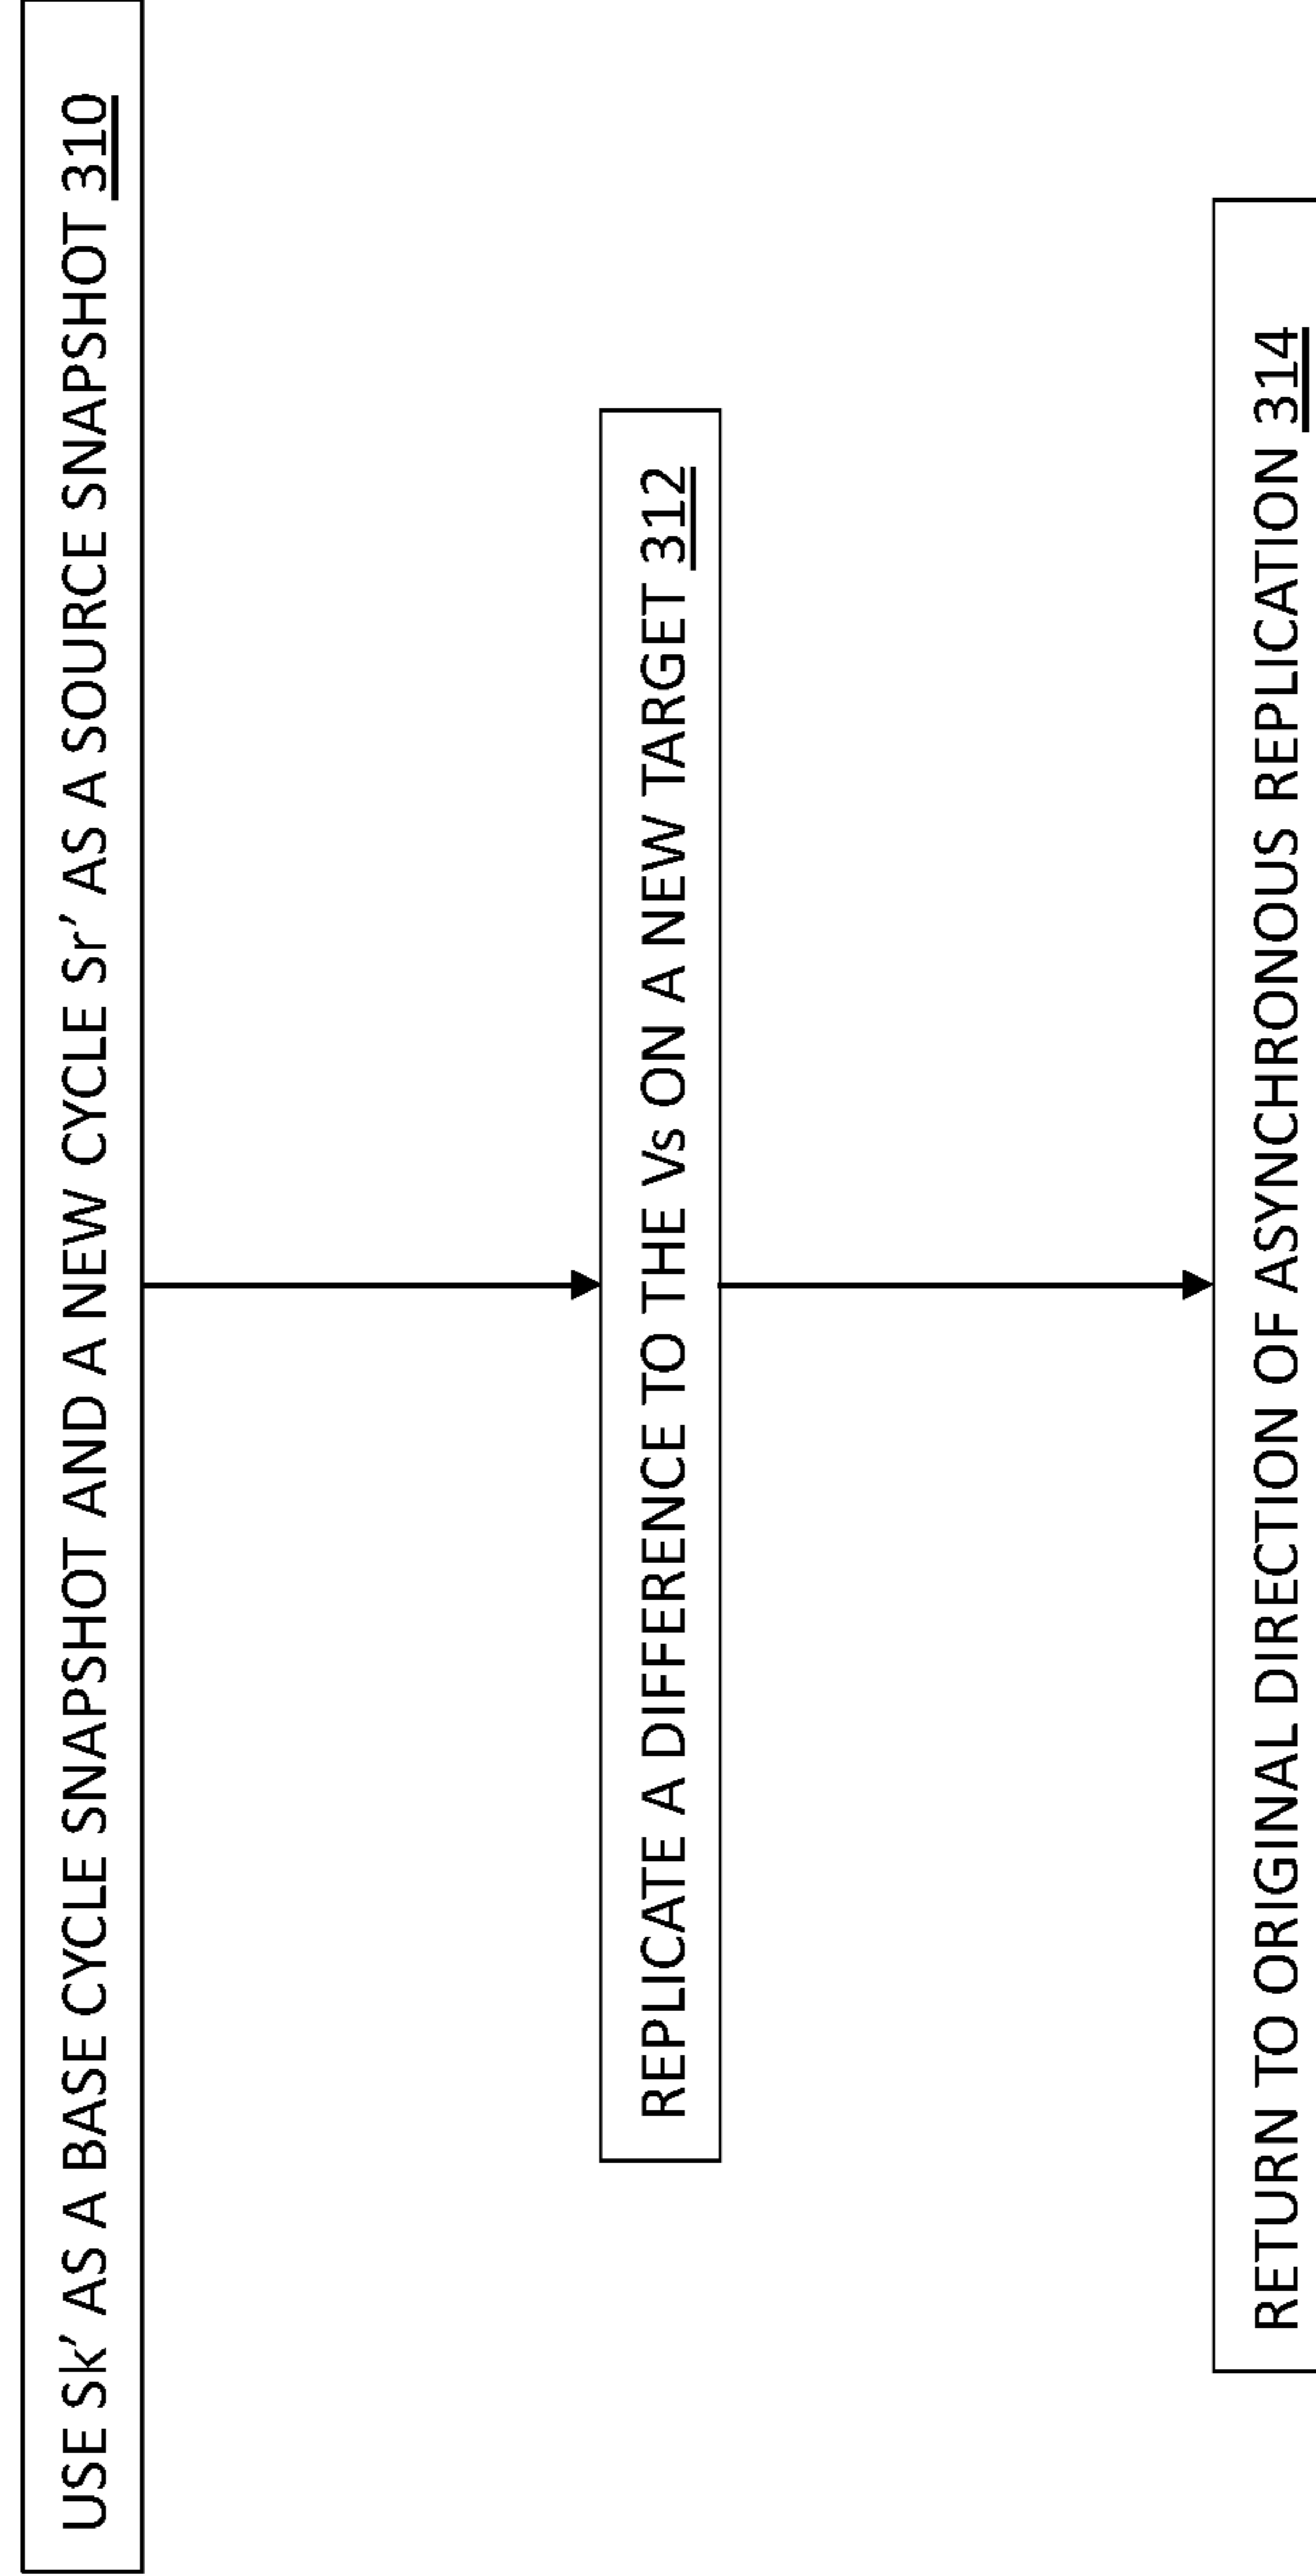 USE Sk’ AS A BASE CYCLE SNAPSHOT AND A NEW CYCLE Sr’ AS A SOURCE SNAPSHOT 310
REPLICATE A DIFFERENCE TO THE Vs ON A NEW TARGET 312
RETURN TO ORIGINAL DIRECTION OF ASYNCHRONOUS REPLICATION 314